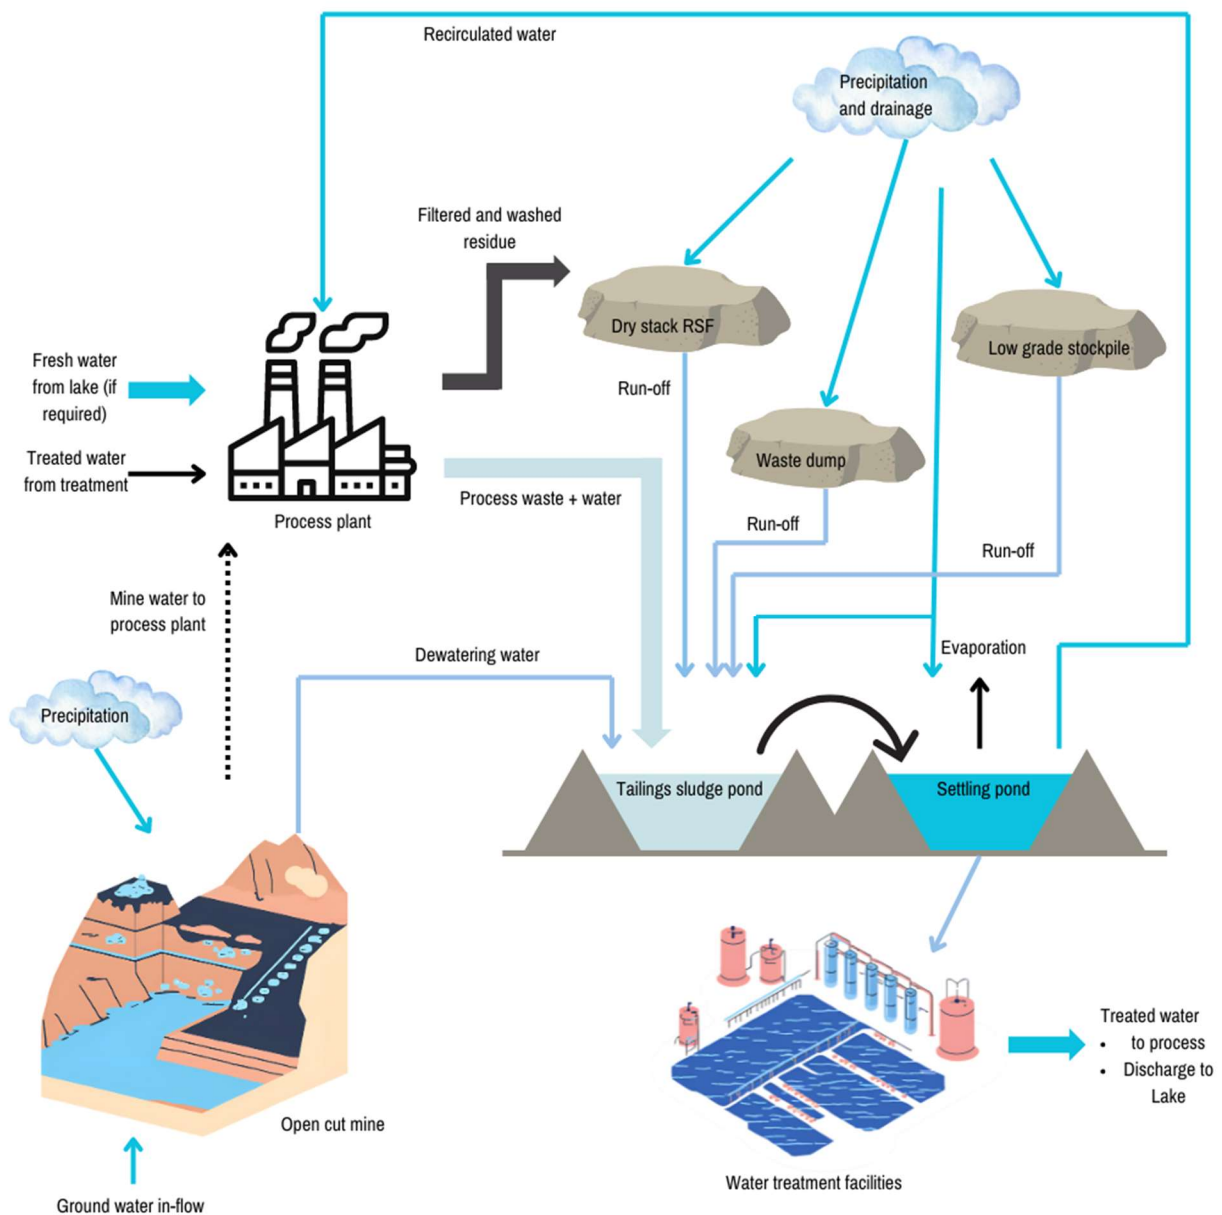 Recirculated water
Precipitation
and drainage
Filtered and washed
residue
Dry stack RSF
Low grade stockpile
Fresh water
from lake (if
required)
Run-off
Treated water
from treatment
Waste dump
Process waste + water
Process plant
Run-off
Run-off
Mine water to
process plant
Dewatering water
Evaporation
Precipitation
Tailings sludge pond
Settling pond
Treated water
• to process
• Discharge to
Lake
Open cut mine
Water treatment facilities
Ground water in-flow